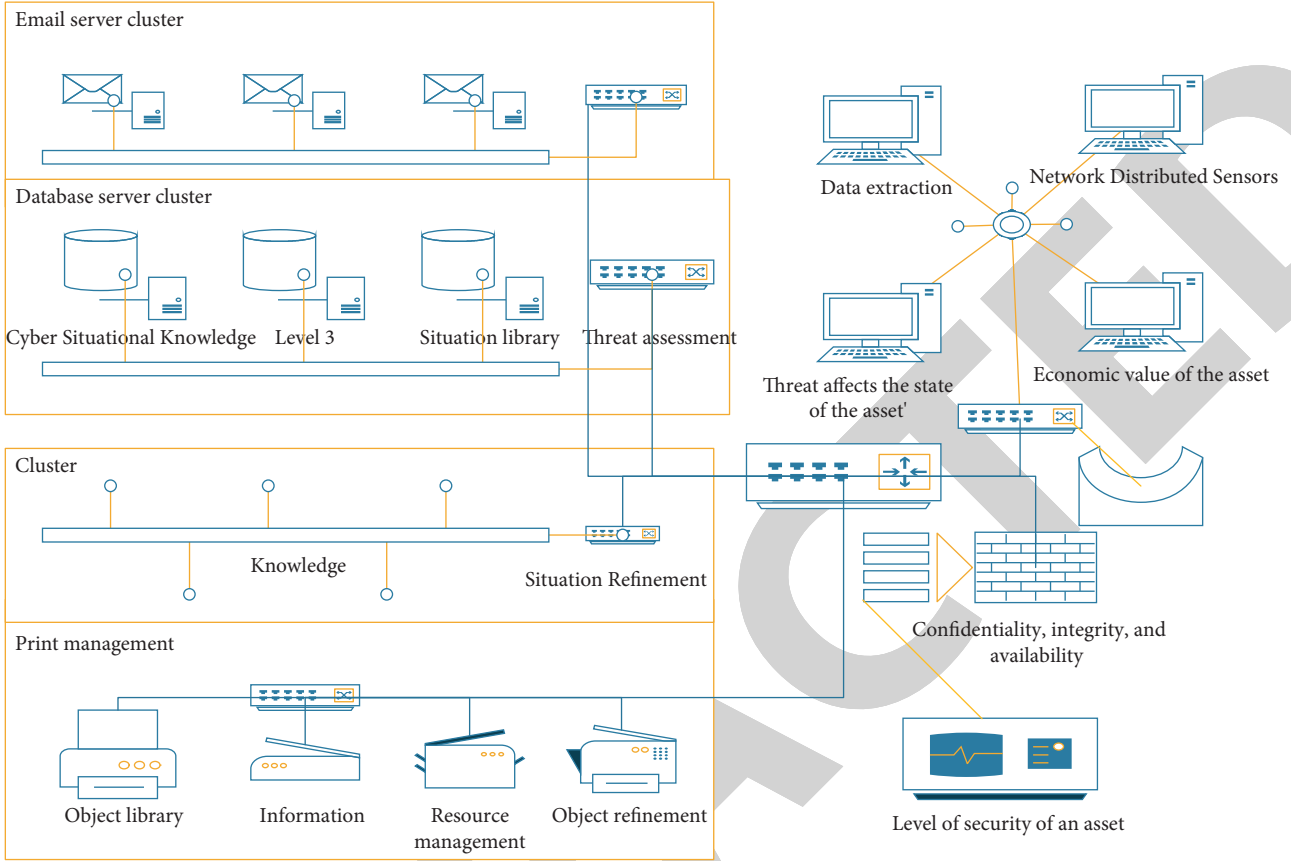 Email server cluster
Data extraction
Network Distributed Sensors
Database server cluster
Cyber Situational Knowledge
Level 3
Situation library
Threat assessment
Threat affects the state
of the asset'
Economic value of the asset
Cluster
Knowledge
Situation Refinement
Confidentiality, integrity, and
availability
Print management
Object library
Information
Resource
management
Object refinement
Level of security of an asset